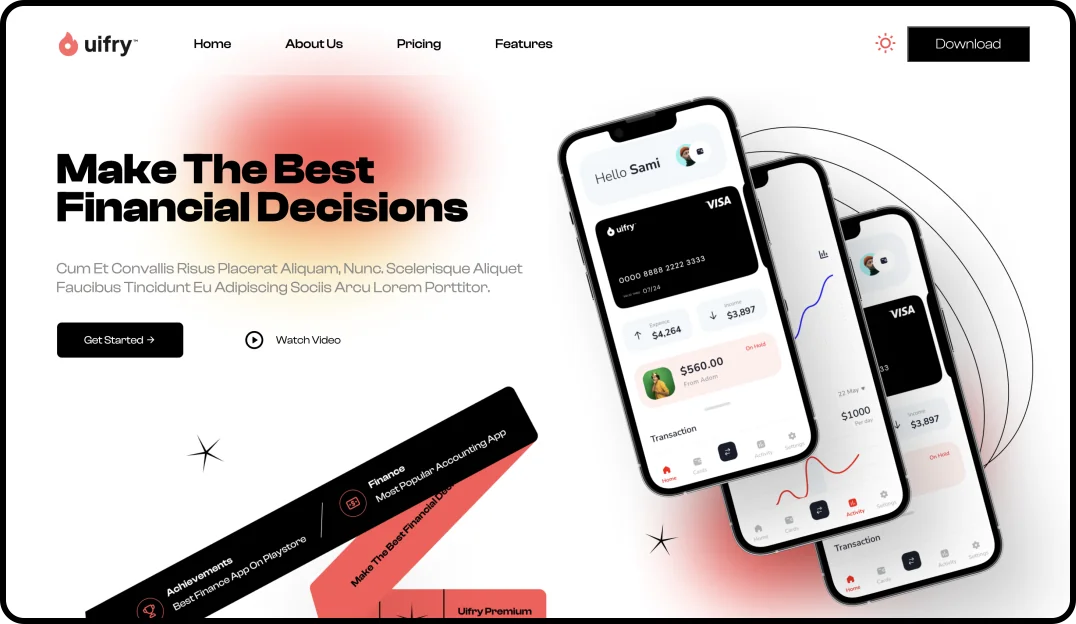 uifry™
Home
About Us
Pricing
Features
Download
Make The Best
Financial Decisions
Cum Et Convallis Risus Placerat Aliquam, Nunc. Scelerisque Aliquet
Faucibus Tincidunt Eu Adipiscing Sociis Arcu Lorem Porttitor.
Get Started →
Watch Video
Hello Sami
VISA
uifry™
0000 8888 2222 3333
07/24
Expense
$4,264
Income
$3,897
On Hold
$560.00
From Adom
Transaction
Home
Cards
Activity
Settings
22 May
$1000
Per day
Home
Cards
Activity
Settings
VISA
33
Income
$3,897
On Hold
Transaction
Home
Cards
Activity
Settings
Finance
Most Popular Accounting App
Achievements
Best Finance App On Playstore
Make The Best Financial
Uifry Premium